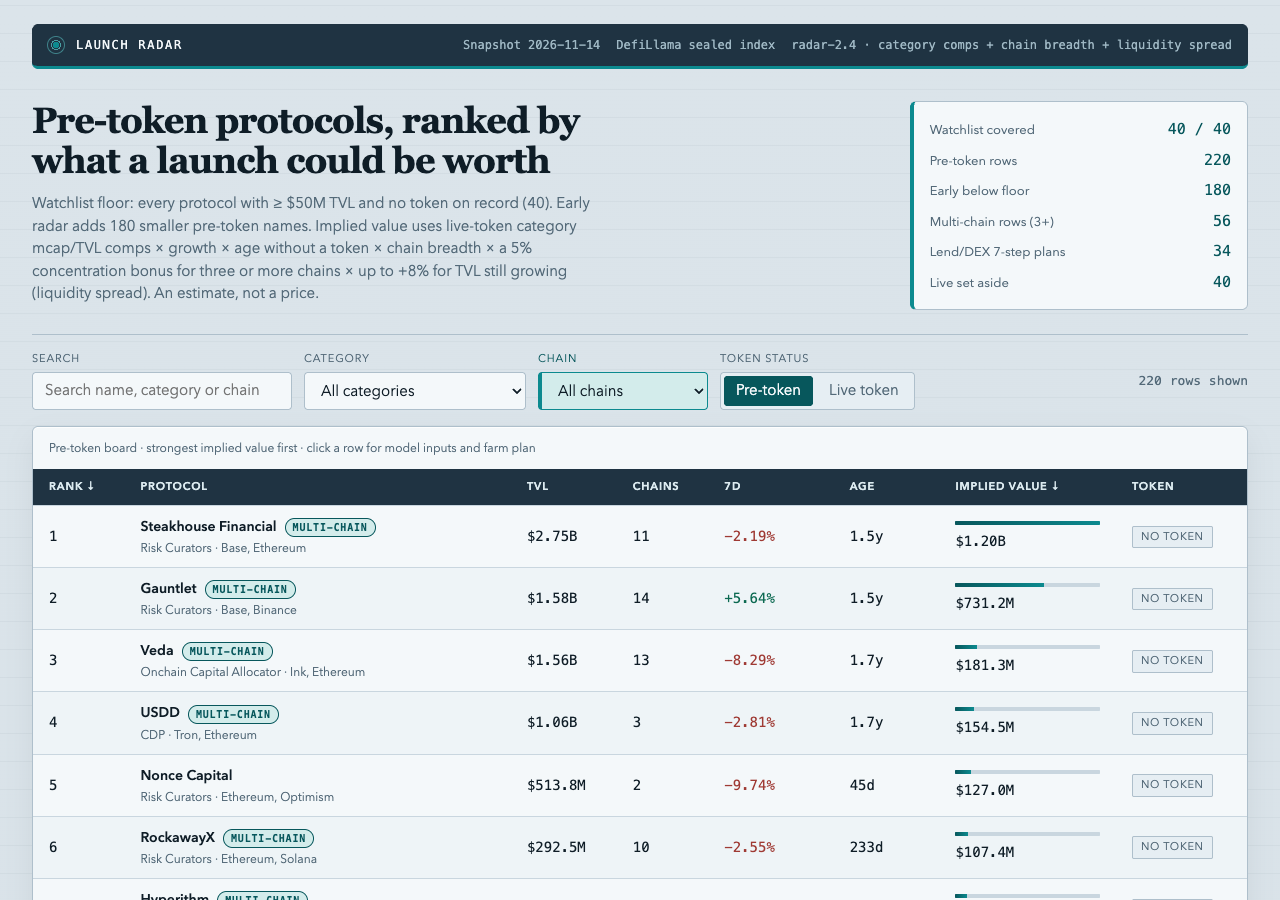 LAUNCH RADAR
Snapshot 2026-11-14 DefiLlama sealed index radar-2.4 · category comps + chain breadth + liquidity spread
Pre-token protocols, ranked by
what a launch could be worth
Watchlist floor: every protocol with ≥ $50M TVL and no token on record (40). Early
radar adds 180 smaller pre-token names. Implied value uses live-token category
mcap/TVL comps × growth × age without a token × chain breadth × a 5%
concentration bonus for three or more chains × up to +8% for TVL still growing
(liquidity spread). An estimate, not a price.
Watchlist covered 40 / 40
Pre-token rows 220
Early below floor 180
Multi-chain rows (3+) 56
Lend/DEX 7-step plans 34
Live set aside 40
SEARCH CATEGORY CHAIN TOKEN STATUS
Search name, category or chain All categories All chains Pre-token Live token 220 rows shown
Pre-token board · strongest implied value first · click a row for model inputs and farm plan
RANK ↓ PROTOCOL TVL CHAINS 7D AGE IMPLIED VALUE ↓ TOKEN
1 Steakhouse Financial MULTI-CHAIN $2.75B 11 −2.19% 1.5y $1.20B NO TOKEN
Risk Curators · Base, Ethereum
2 Gauntlet MULTI-CHAIN $1.58B 14 +5.64% 1.5y $731.2M NO TOKEN
Risk Curators · Base, Binance
3 Veda MULTI-CHAIN $1.56B 13 −8.29% 1.7y $181.3M NO TOKEN
Onchain Capital Allocator · Ink, Ethereum
4 USDD MULTI-CHAIN $1.06B 3 −2.81% 1.7y $154.5M NO TOKEN
CDP · Tron, Ethereum
5 Nonce Capital $513.8M 2 −9.74% 45d $127.0M NO TOKEN
Risk Curators · Ethereum, Optimism
6 RockawayX MULTI-CHAIN $292.5M 10 −2.55% 233d $107.4M NO TOKEN
Risk Curators · Ethereum, Solana
Hyperithm MULTI-CHAIN